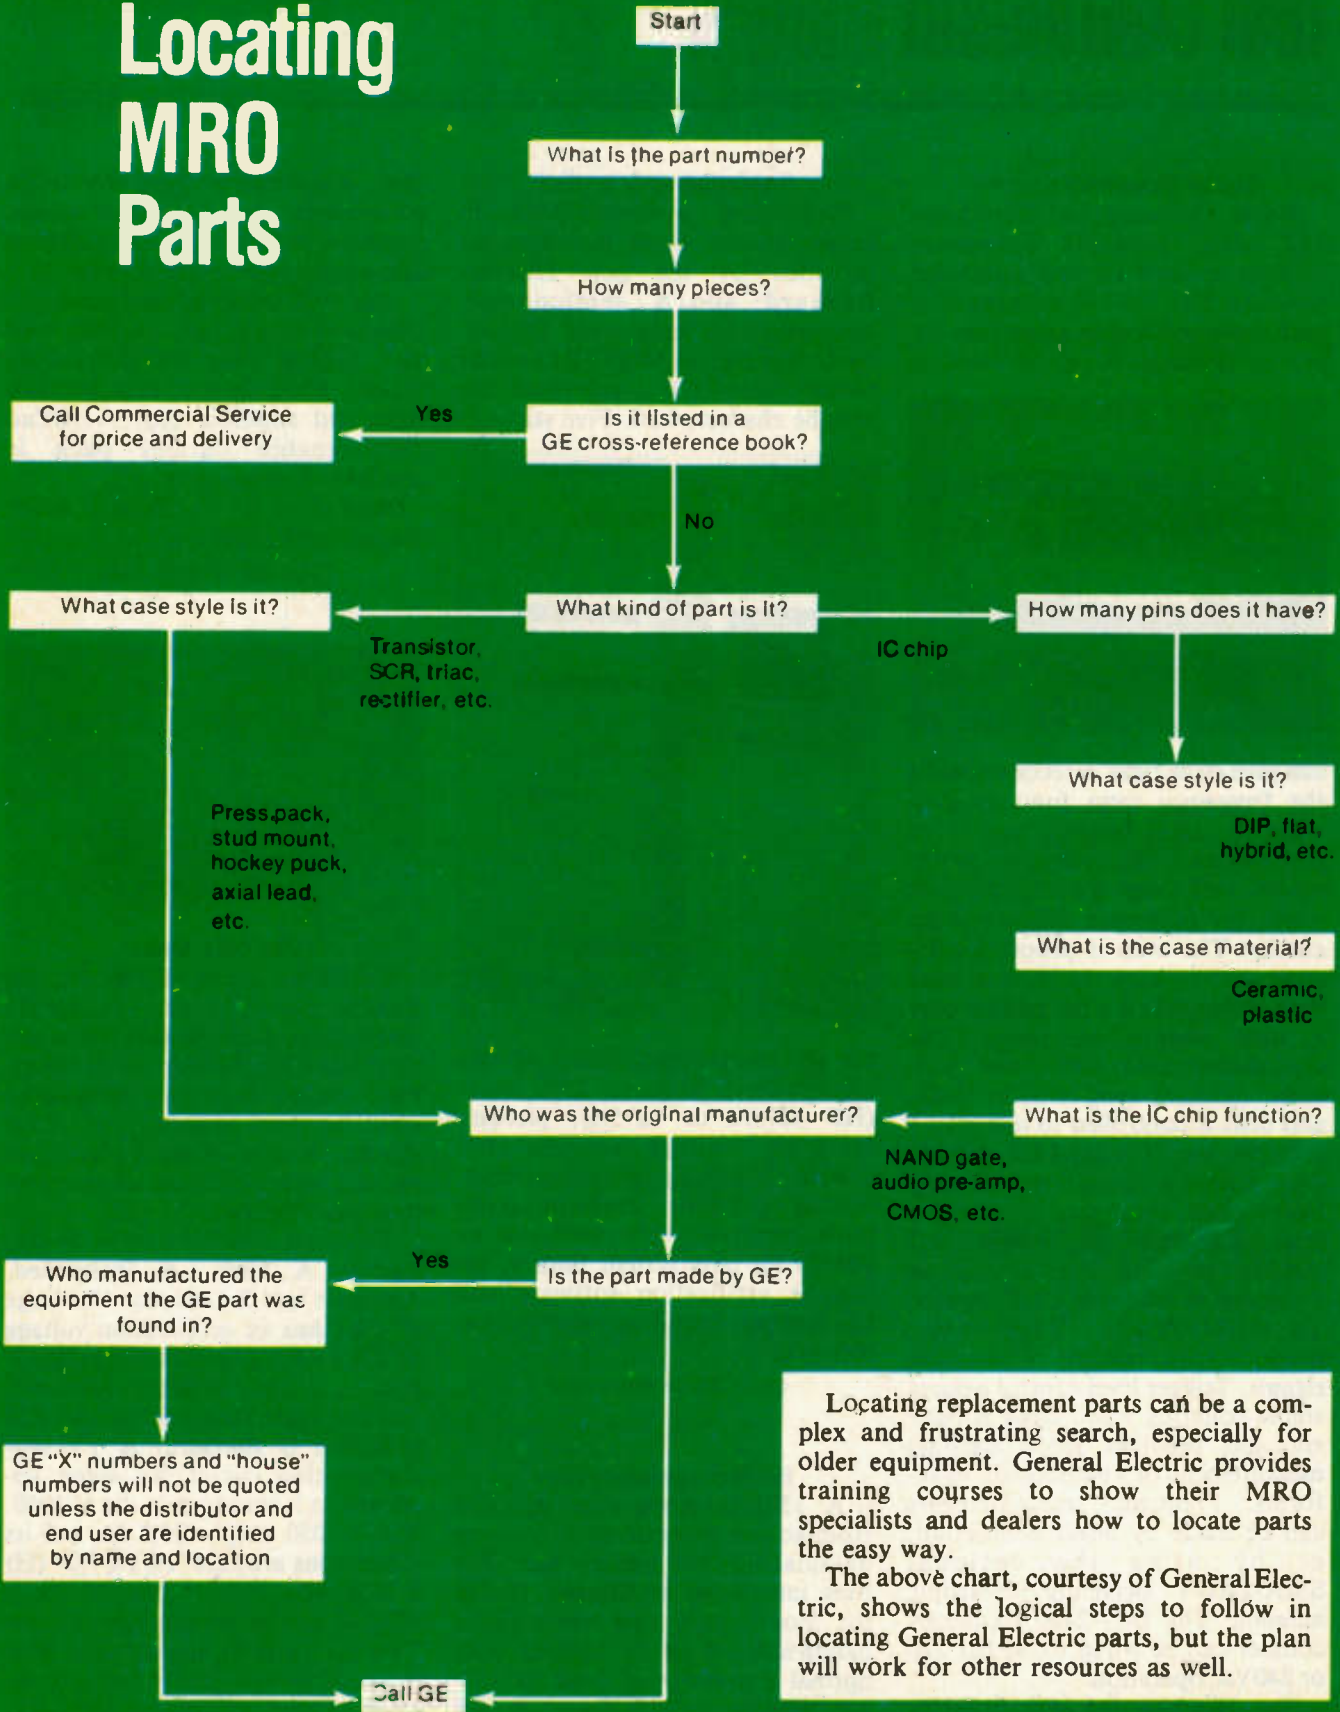 Locating
MRO
Parts
Start
What is the part number?
How many pieces?
Is it listed in a
GE cross-reference book?
Yes
Call Commercial Service
for price and delivery
No
What kind of part is it?
Transistor,
SCR, triac,
rectifier, etc.
What case style is it?
Press pack,
stud mount,
hockey puck,
axial lead,
etc.
IC chip
How many pins does it have?
What case style is it?
DIP, flat,
hybrid, etc.
What is the case material?
Ceramic,
plastic
What is the IC chip function?
NAND gate,
audio pre-amp,
CMOS, etc.
Who was the original manufacturer?
Is the part made by GE?
Yes
Who manufactured the
equipment the GE part was
found in?
GE "X" numbers and "house"
numbers will not be quoted
unless the distributor and
end user are identified
by name and location
Call GE
Locating replacement parts can be a com-
plex and frustrating search, especially for
older equipment. General Electric provides
training courses to show their MRO
specialists and dealers how to locate parts
the easy way.
The above chart, courtesy of General Elec-
tric, shows the logical steps to follow in
locating General Electric parts, but the plan
will work for other resources as well.